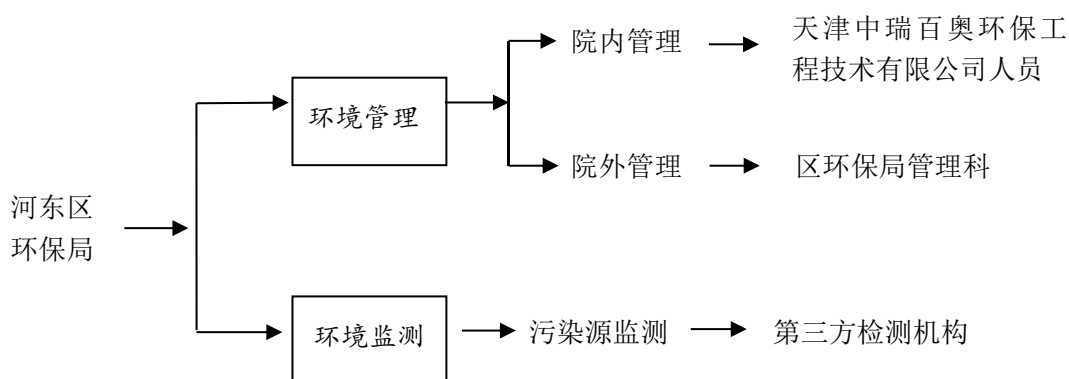 院内管理
天津中瑞百奥环保工
程技术有限公司人员
环境管理
院外管理
区环保局管理科
河东区
环保局
环境监测
污染源监测
第三方检测机构